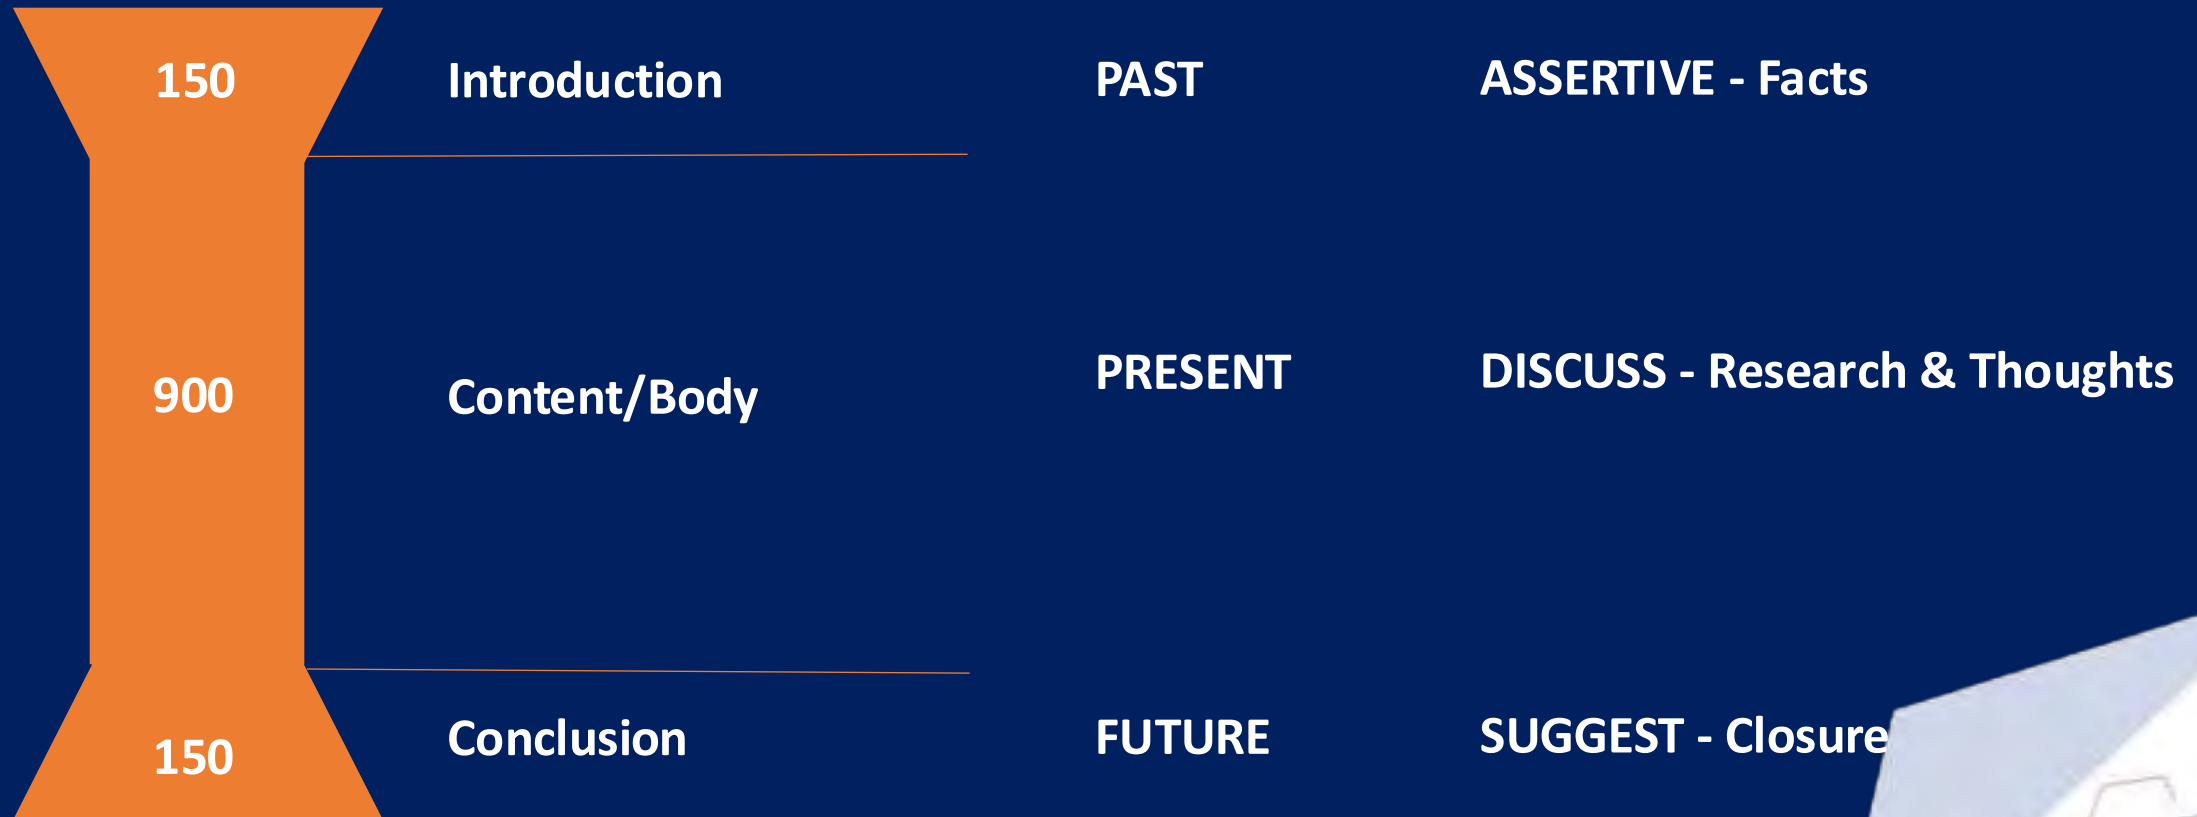 150 Introduction PAST ASSERTIVE - Facts
900 Content/Body PRESENT DISCUSS - Research & Thoughts
150 Conclusion FUTURE SUGGEST - Closure